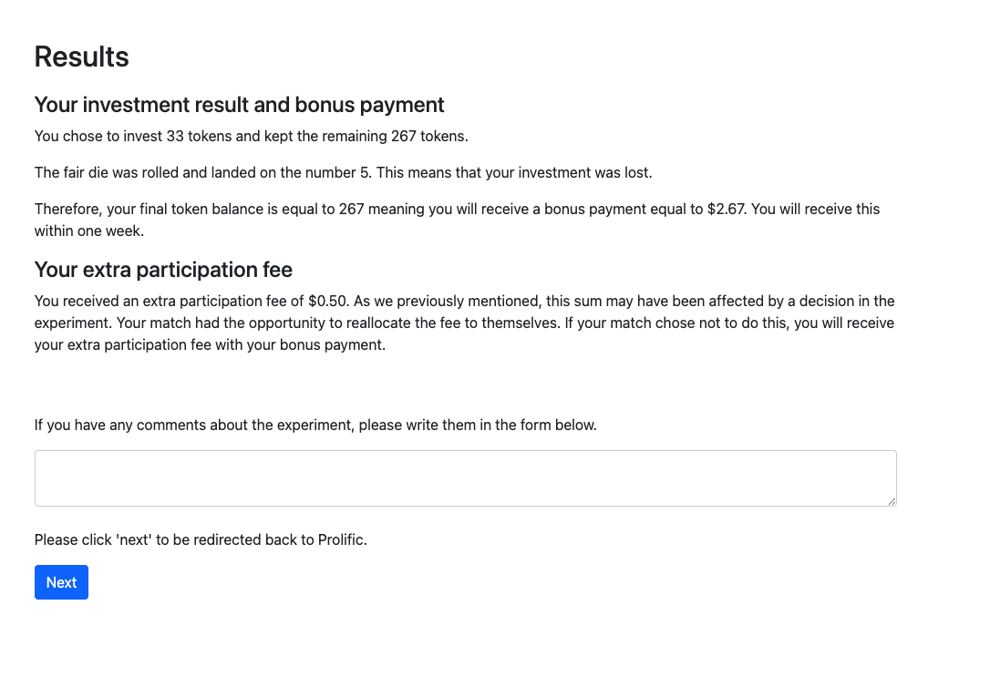 Results
Your investment result and bonus payment
You chose to invest 33 tokens and kept the remaining 267 tokens.
The fair die was rolled and landed on the number 5. This means that your investment was lost.
Therefore, your final token balance is equal to 267 meaning you will receive a bonus payment equal to $2.67. You will receive this
within one week.
Your extra participation fee
You received an extra participation fee of $0.50. As we previously mentioned, this sum may have been affected by a decision in the
experiment. Your match had the opportunity to reallocate the fee to themselves. If your match chose not to do this, you will receive
your extra participation fee with your bonus payment.
If you have any comments about the experiment, please write them in the form below.
Please click 'next' to be redirected back to Prolific.
Next